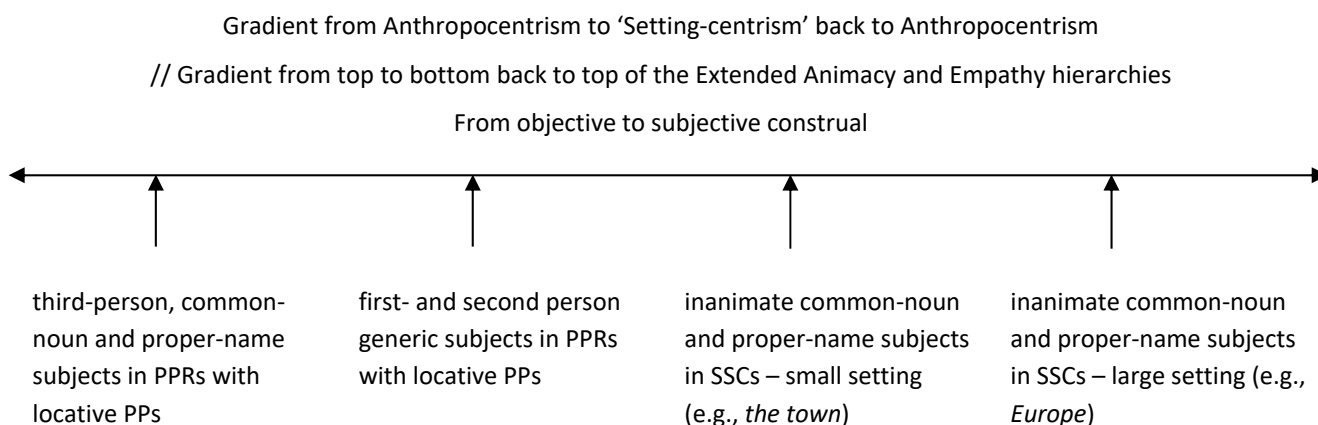 Gradient from Anthropocentrism to ‘Setting-centrism’ back to Anthropocentrism
// Gradient from top to bottom back to top of the Extended Animacy and Empathy hierarchies
From objective to subjective construal
third-person, common-
noun and proper-name
subjects in PPRs with
locative PPs
first- and second person
generic subjects in PPRs
with locative PPs
inanimate common-noun
and proper-name subjects
in SSCs – small setting
(e.g., the town)
inanimate common-noun
and proper-name subjects
in SSCs – large setting (e.g.,
Europe)